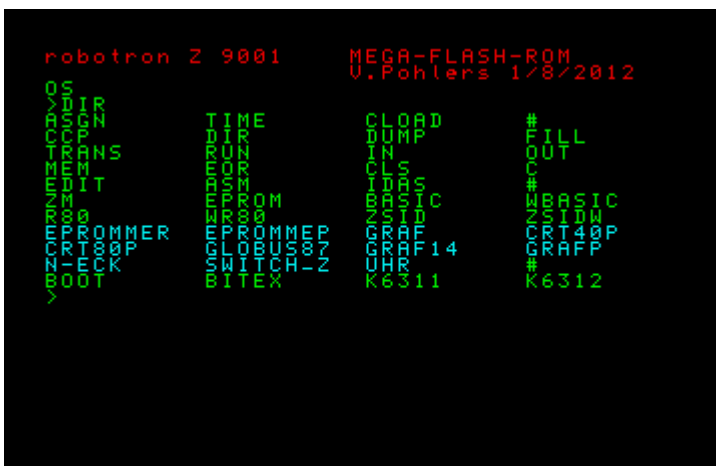 robotron Z 9001 MEGA-FLASH-ROM
V.Pohlers 1/8/2012
OS
>DIR
ASGN TIME CLOAD #
CCP DIR DUMP FILL
TRANS RUN IN OUT
MEM EOR CLS C
EDIT ASM IDAS #
ZM EPROM BASIC WBASIC
R80 WR80 ZSID ZSIDW
EPROMMER EPROMMEP GRAF CRT40P
CRT80P GLOBUS87 GRAF14 GRAFP
N-ECK SWITCH_Z UHR #
BOOT BITEX K6311 K6312
>